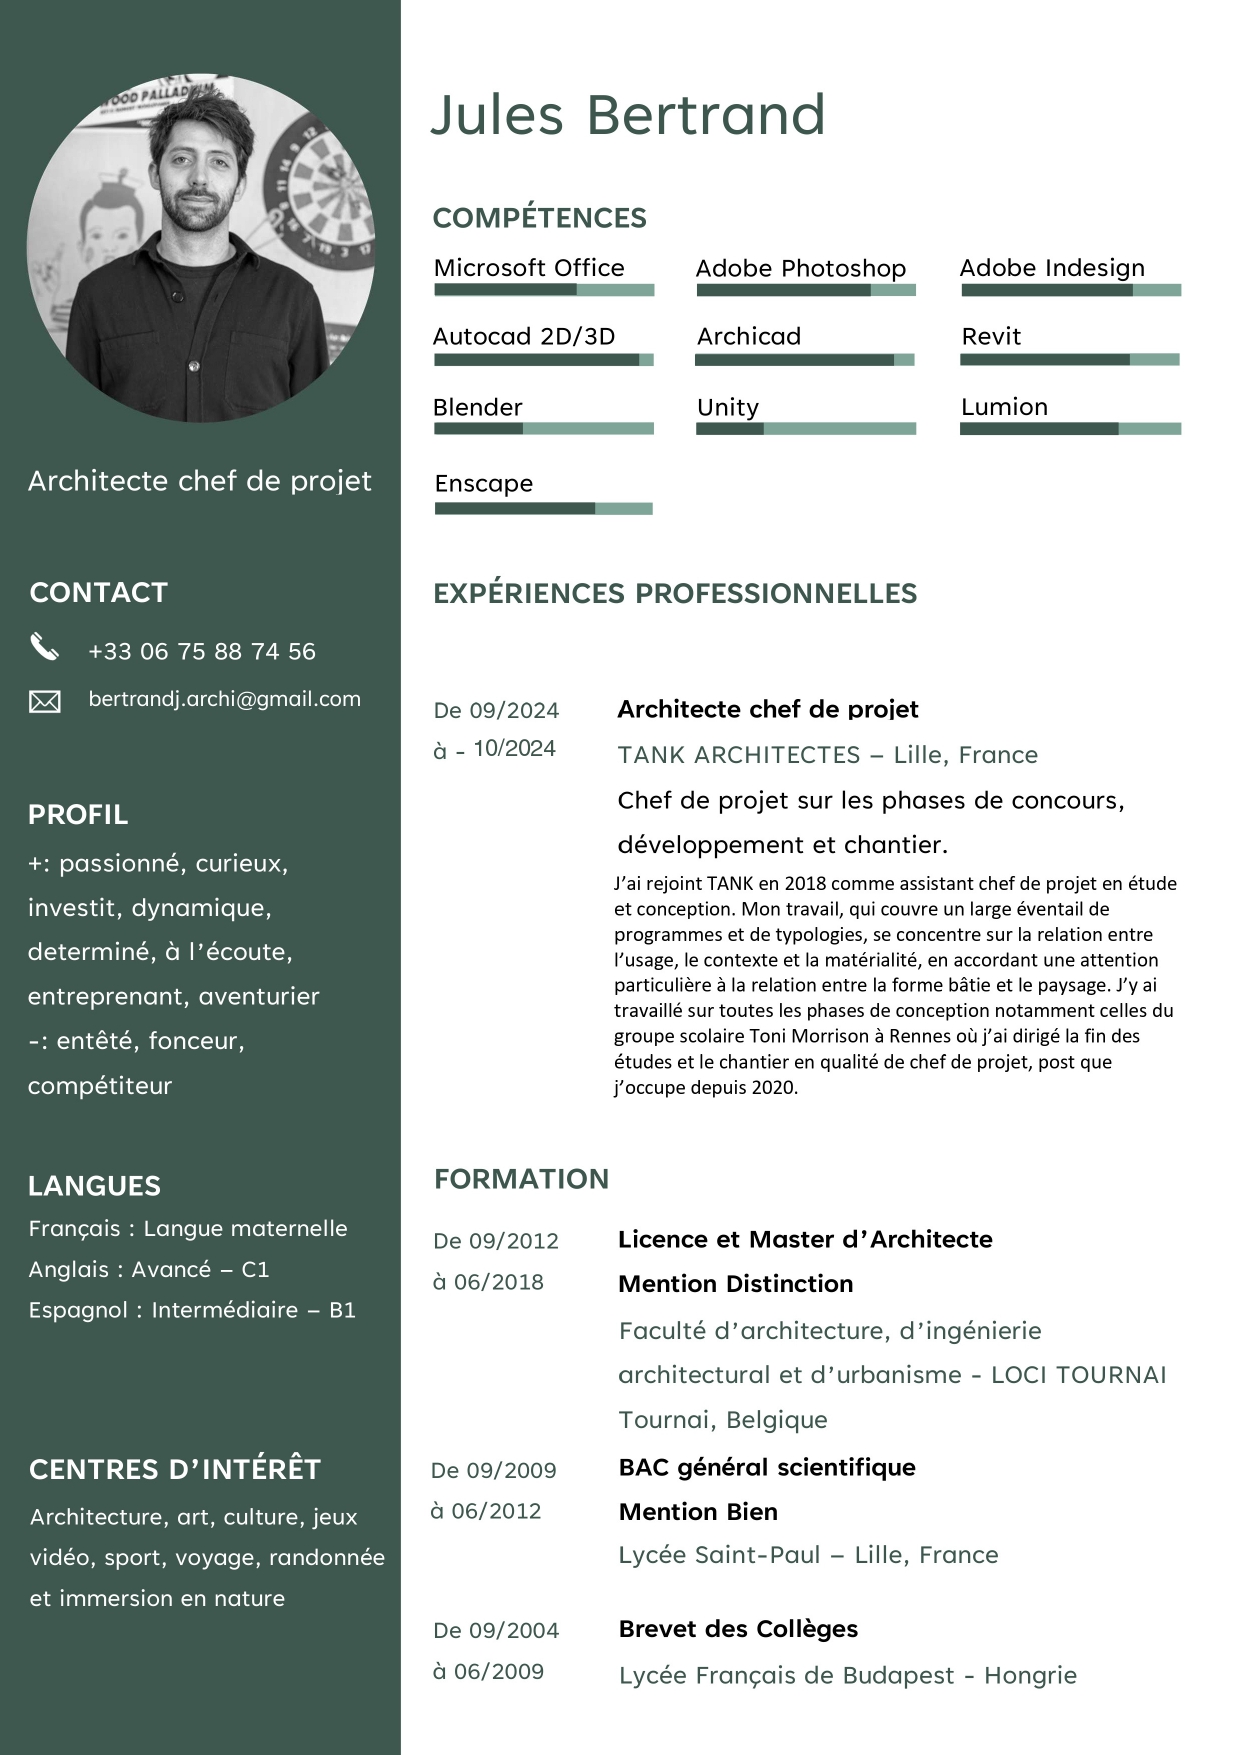 WOOD PALLADIUM
Architecte chef de projet
CONTACT
+33 06 75 88 74 56
bertrandj.archi@gmail.com
PROFIL
+: passionné, curieux,
investit, dynamique,
determiné, à l’écoute,
entreprenant, aventurier
-: entêté, fonceur,
compétiteur
LANGUES
Français : Langue maternelle
Anglais : Avancé – C1
Espagnol : Intermédiaire – B1
CENTRES D’INTÉRÊT
Architecture, art, culture, jeux
vidéo, sport, voyage, randonnée
et immersion en nature
Jules Bertrand
COMPÉTENCES
Microsoft Office Adobe Photoshop Adobe Indesign
Autocad 2D/3D Archicad Revit
Blender Unity Lumion
Enscape
EXPÉRIENCES PROFESSIONNELLES
De 09/2024
à - 10/2024
Architecte chef de projet
TANK ARCHITECTES – Lille, France
Chef de projet sur les phases de concours,
développement et chantier.
J’ai rejoint TANK en 2018 comme assistant chef de projet en étude
et conception. Mon travail, qui couvre un large éventail de
programmes et de typologies, se concentre sur la relation entre
l’usage, le contexte et la matérialité, en accordant une attention
particulière à la relation entre la forme bâtie et le paysage. J’y ai
travaillé sur toutes les phases de conception notamment celles du
groupe scolaire Toni Morrison à Rennes où j’ai dirigé la fin des
études et le chantier en qualité de chef de projet, post que
j’occupe depuis 2020.
FORMATION
De 09/2012
à 06/2018
Licence et Master d’Architecte
Mention Distinction
Faculté d’architecture, d’ingénierie
architectural et d’urbanisme - LOCI TOURNAI
Tournai, Belgique
De 09/2009
à 06/2012
BAC général scientifique
Mention Bien
Lycée Saint-Paul – Lille, France
De 09/2004
à 06/2009
Brevet des Collèges
Lycée Français de Budapest - Hongrie